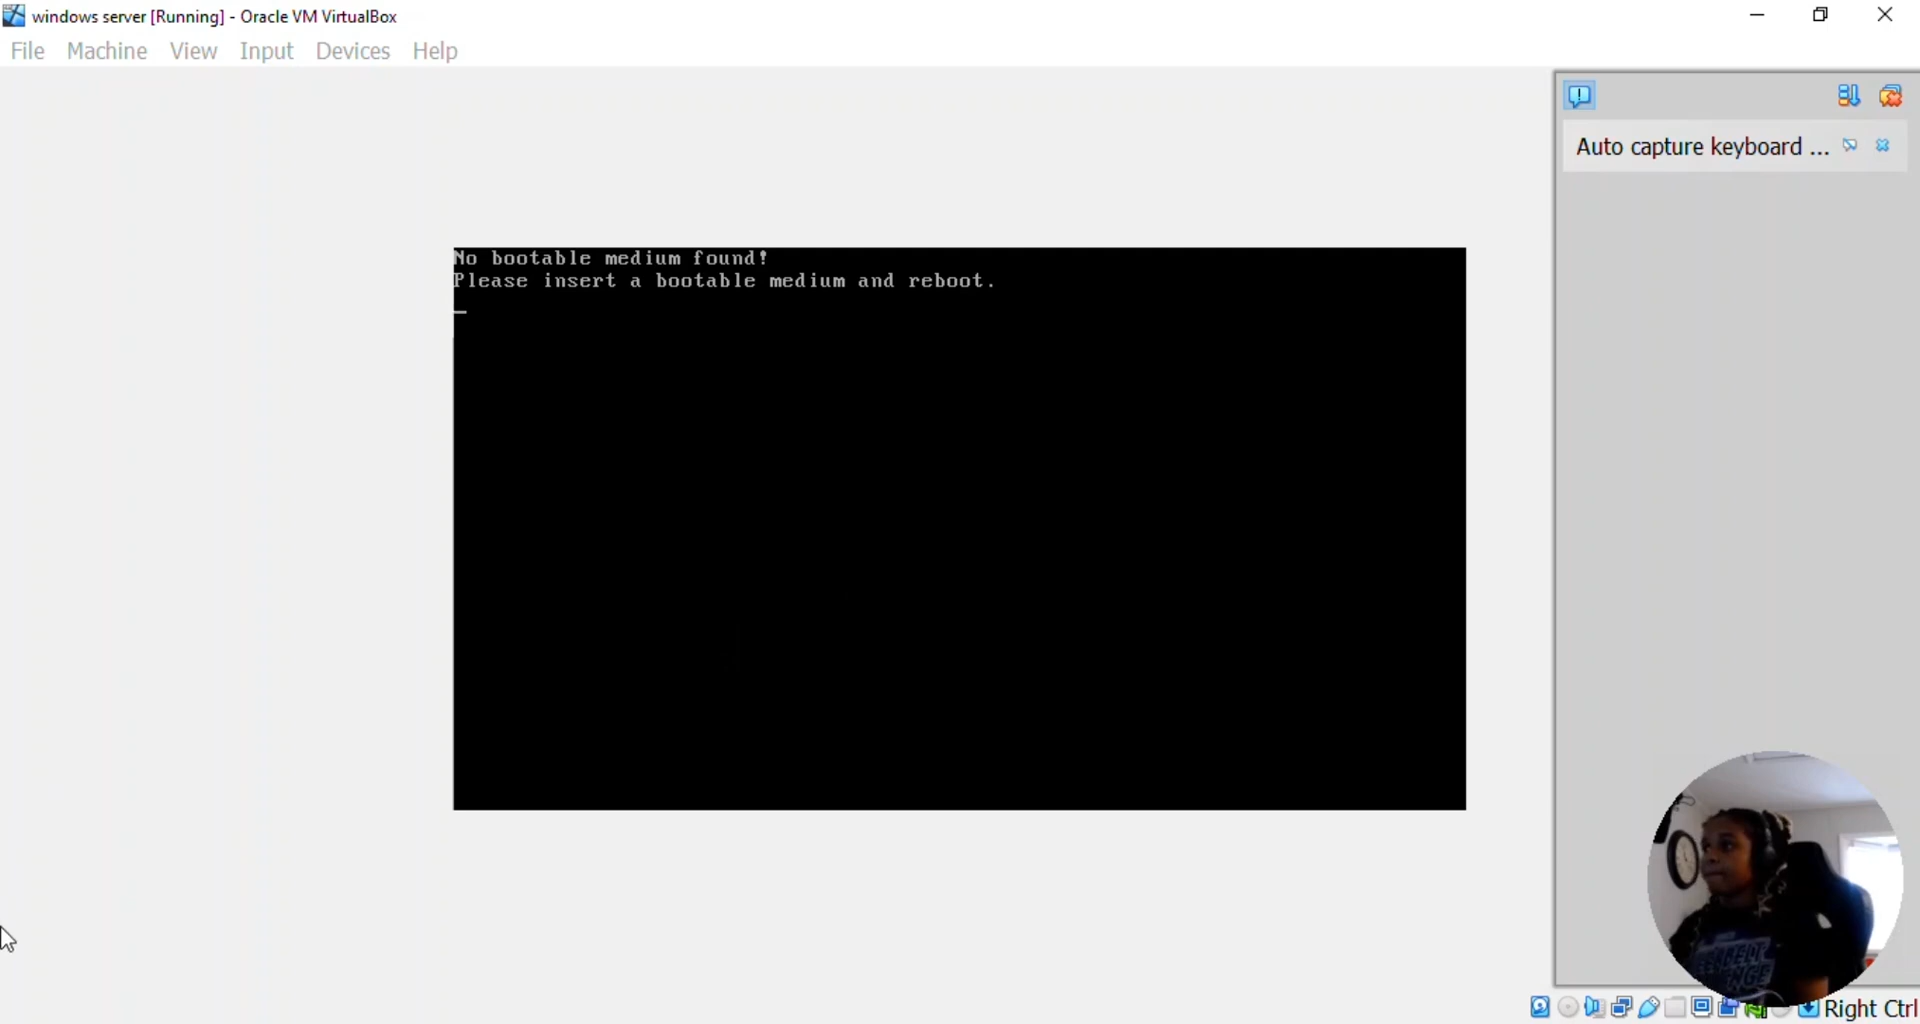 windows server [Running] - Oracle VM VirtualBox
File Machine View Input Devices Help
Auto capture keyboard ...
No bootable medium found!
Please insert a bootable medium and reboot.
Right Ctrl